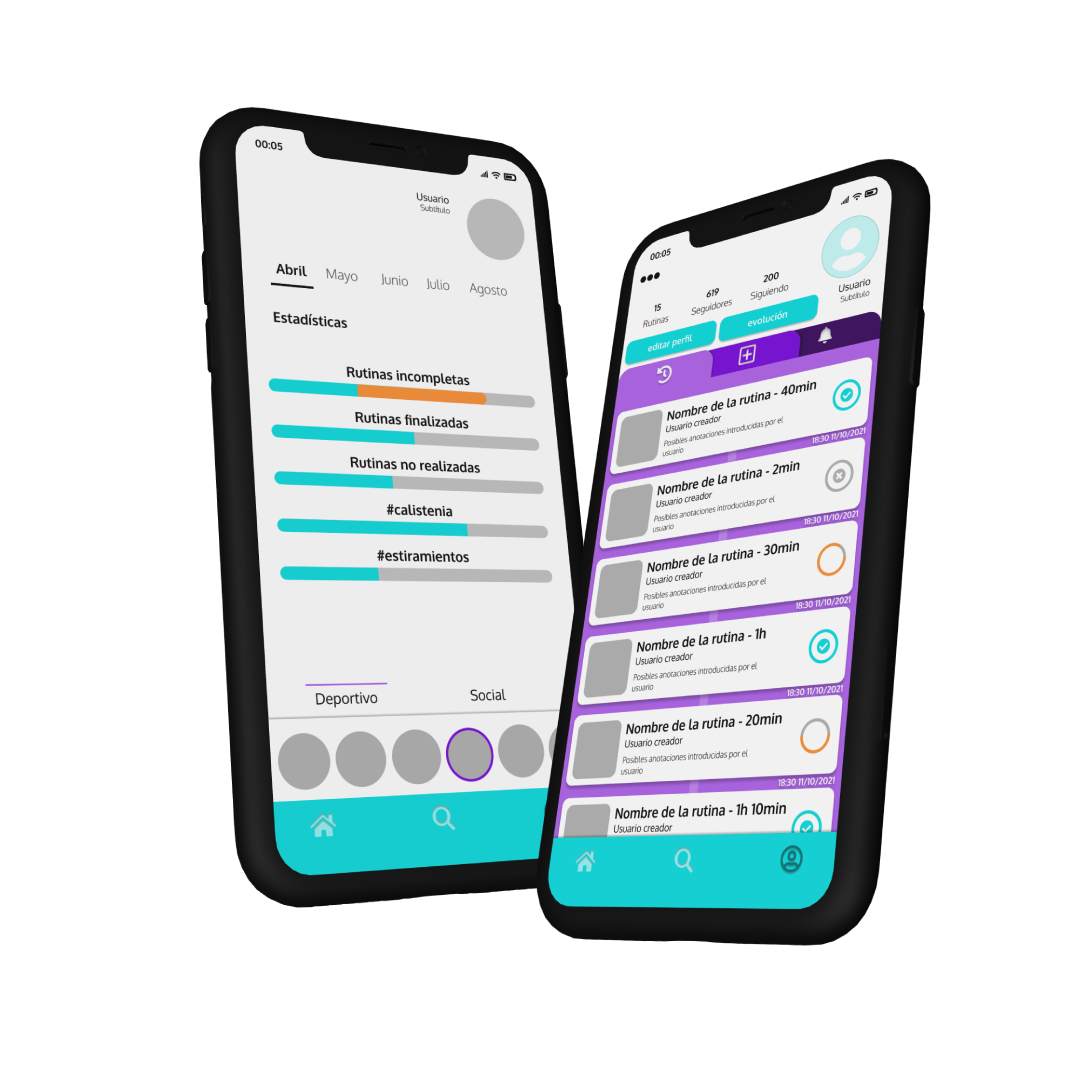 00:05
Usuario
Subtítulo
Abril Mayo Junio Julio Agosto
Estadísticas
Rutinas incompletas
Rutinas finalizadas
Rutinas no realizadas
#calistenia
#estiramientos
Deportivo Social
00:05
15 619 200
Rutinas Seguidores Siguiendo
Usuario
Subtítulo
editar perfil evolución
Nombre de la rutina - 40min
Usuario creador
Posibles anotaciones introducidas por el
usuario
18:30 11/10/2021
Nombre de la rutina - 2min
Usuario creador
Posibles anotaciones introducidas por el
usuario
18:30 11/10/2021
Nombre de la rutina - 30min
Usuario creador
Posibles anotaciones introducidas por el
usuario
18:30 11/10/2021
Nombre de la rutina - 1h
Usuario creador
Posibles anotaciones introducidas por el
usuario
18:30 11/10/2021
Nombre de la rutina - 20min
Usuario creador
Posibles anotaciones introducidas por el
usuario
18:30 11/10/2021
Nombre de la rutina - 1h 10min
Usuario creador